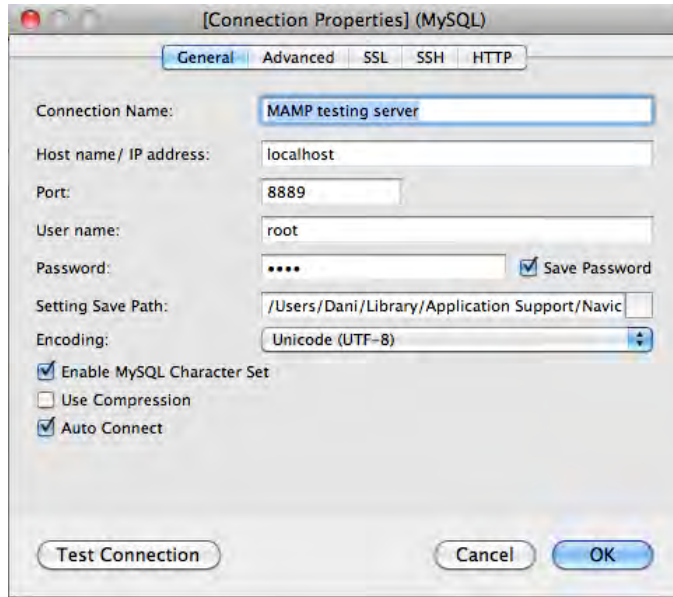 [Connection Properties] (MySQL)
General Advanced SSL SSH HTTP
Connection Name: MAMP testing server
Host name/ IP address: localhost
Port: 8889
User name: root
Password: •••• Save Password
Setting Save Path: /Users/Dani/Library/Application Support/Navic
Encoding: Unicode (UTF-8)
Enable MySQL Character Set
Use Compression
Auto Connect
Test Connection Cancel OK